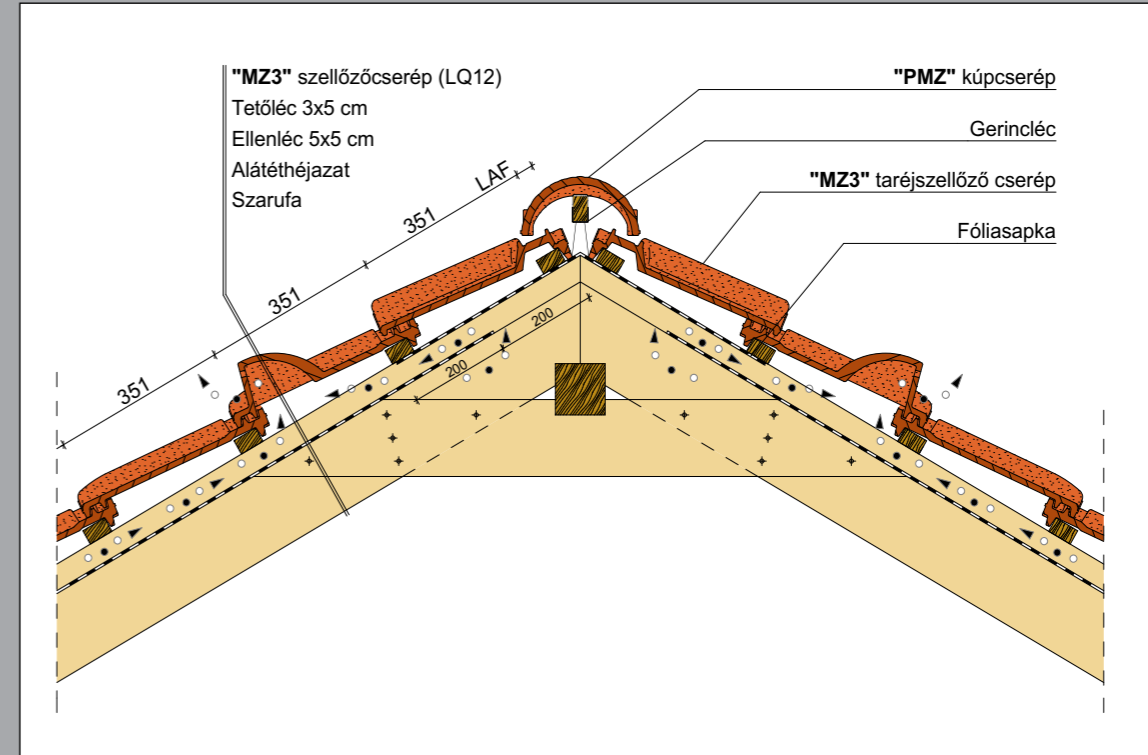 "MZ3" szellőzőcserép (LQ12)
Tetőléc 3x5 cm
Ellenléc 5x5 cm
Alátéthéjazat
Szarufa
"PMZ" kúpcserép
Gerincléc
"MZ3" taréjszellőző cserép
Fóliasapka
LAF
351
351
351
200
200